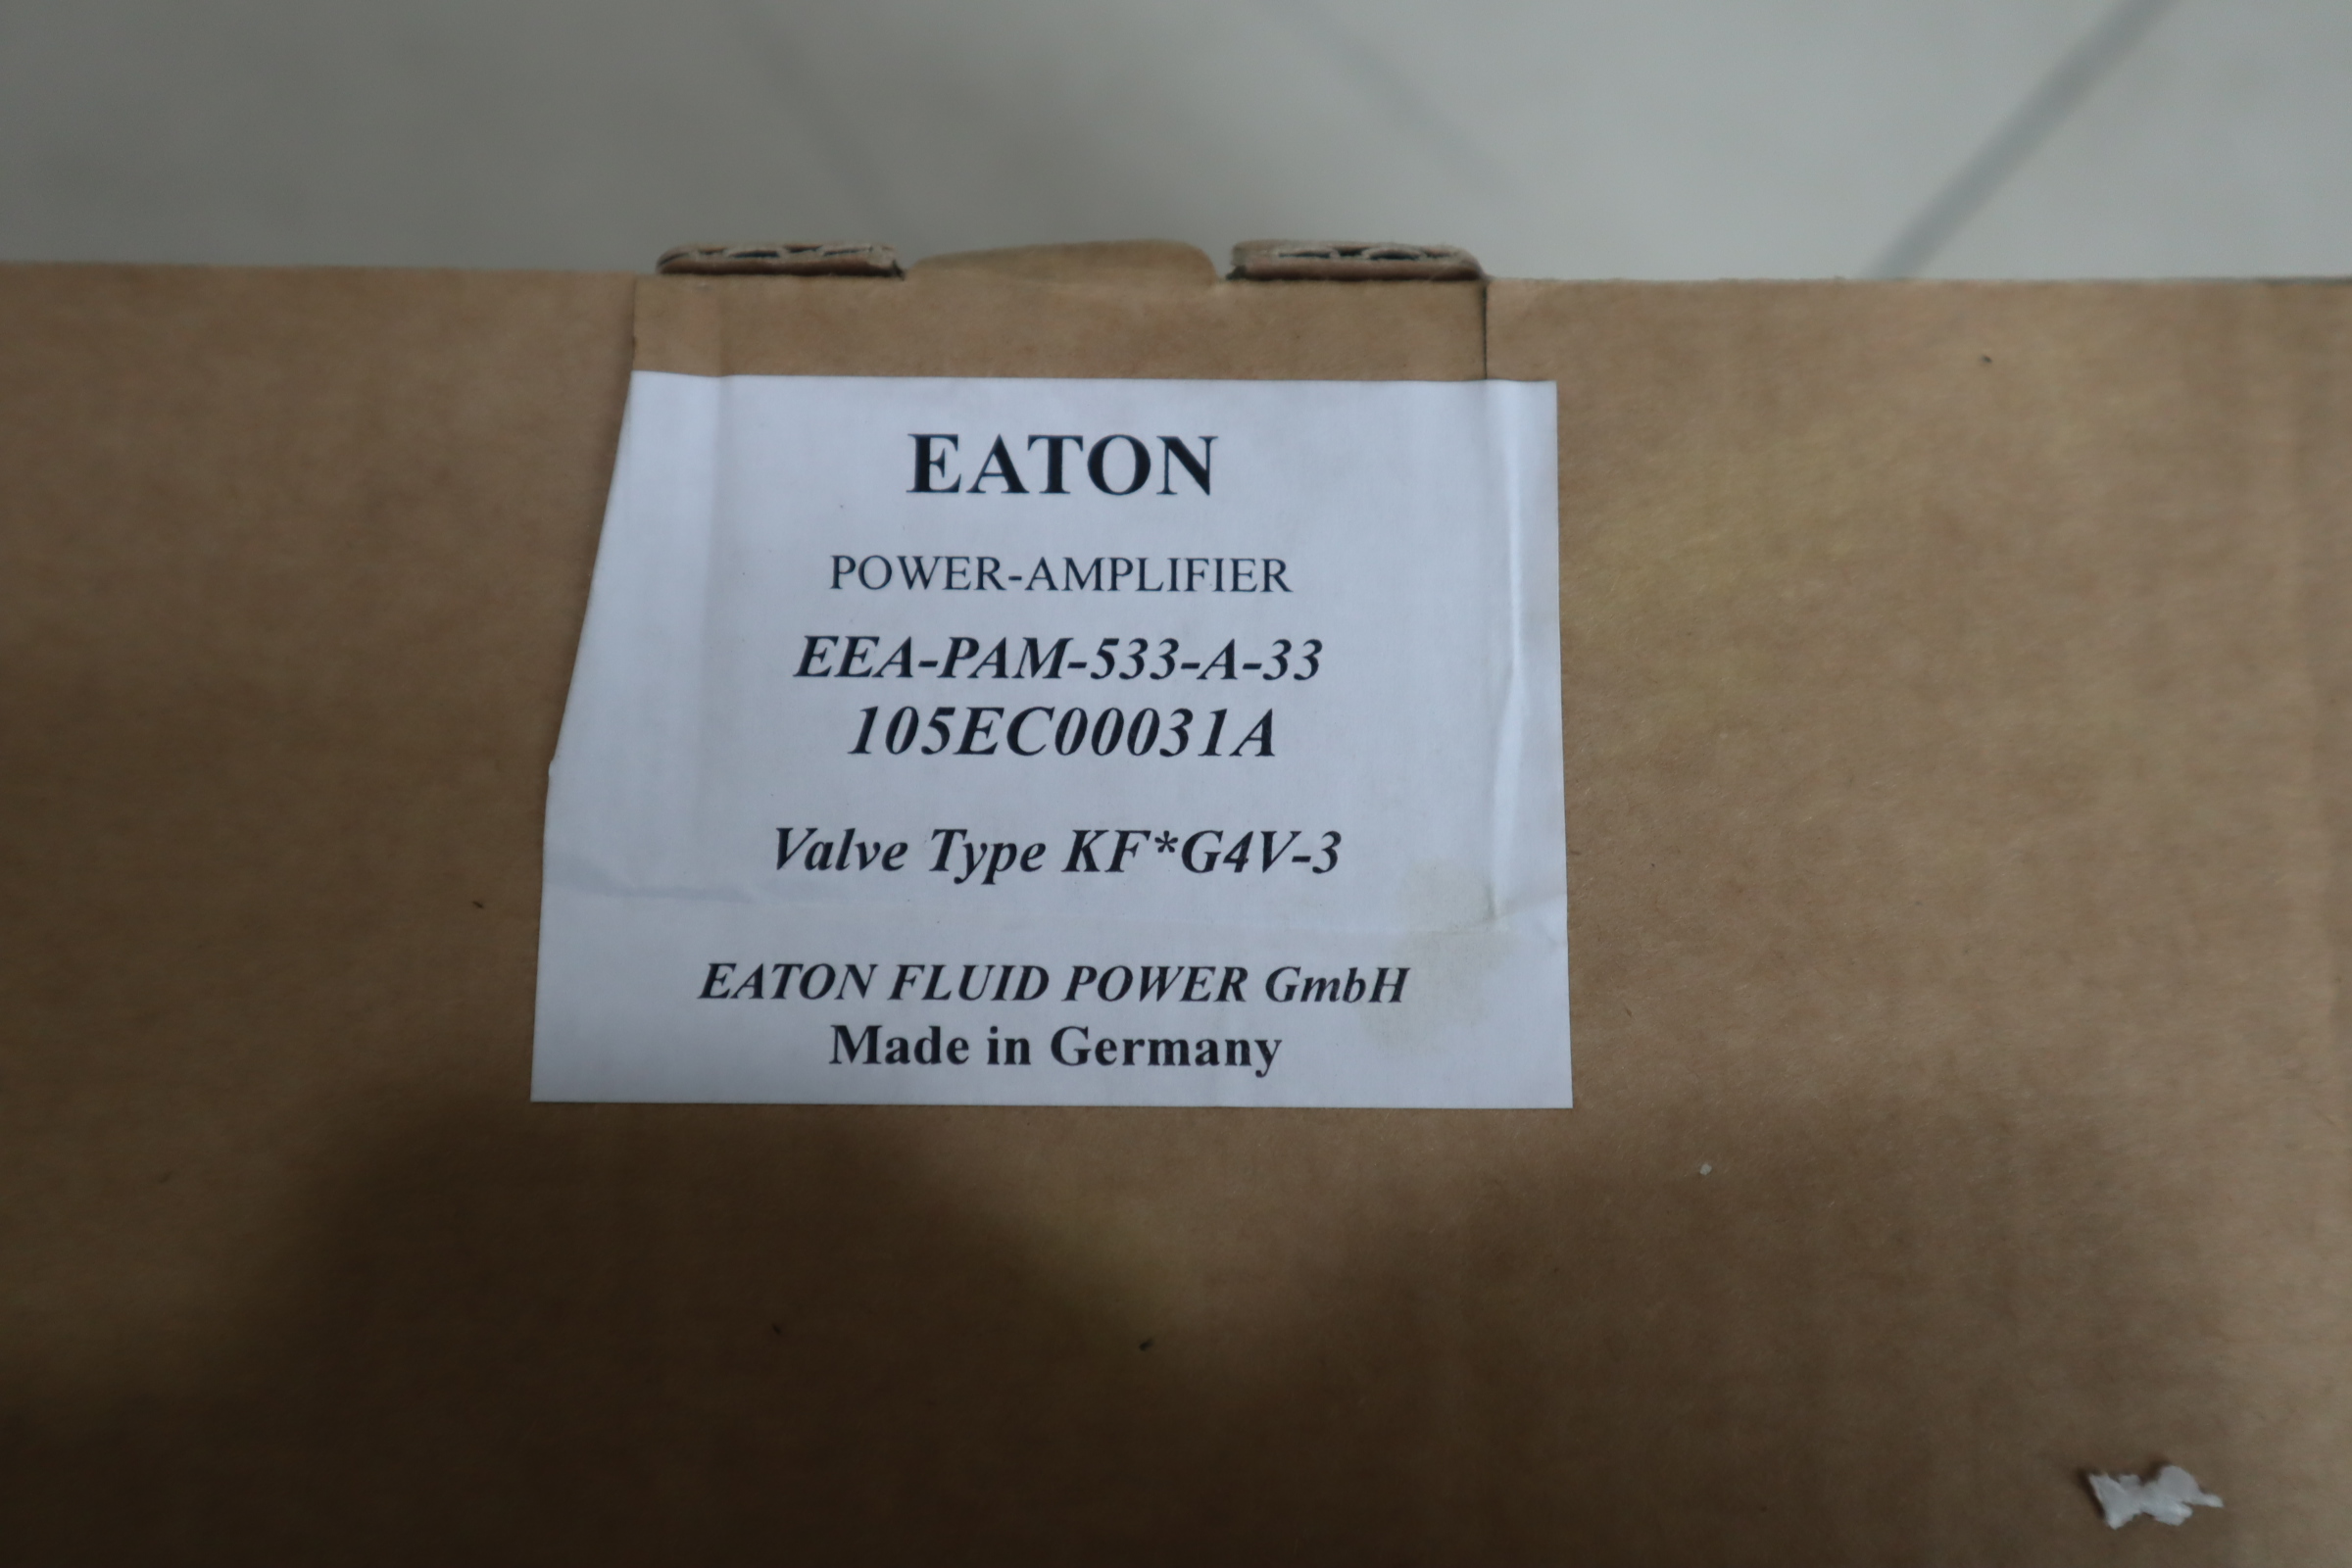 EATON
POWER-AMPLIFIER
EEA-PAM-533-A-33
105EC00031A
Valve Type KF*G4V-3
EATON FLUID POWER GmbH
Made in Germany